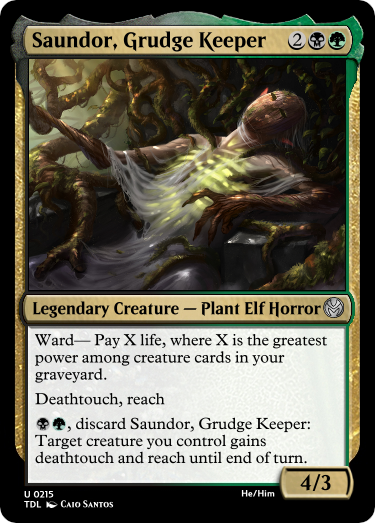 Saundor, Grudge Keeper 2
Legendary Creature — Plant Elf Horror
Ward— Pay X life, where X is the greatest
power among creature cards in your
graveyard.
Deathtouch, reach
, discard Saundor, Grudge Keeper:
Target creature you control gains
deathtouch and reach until end of turn.
4/3
U 0215 He/Him
TDL Caio Santos